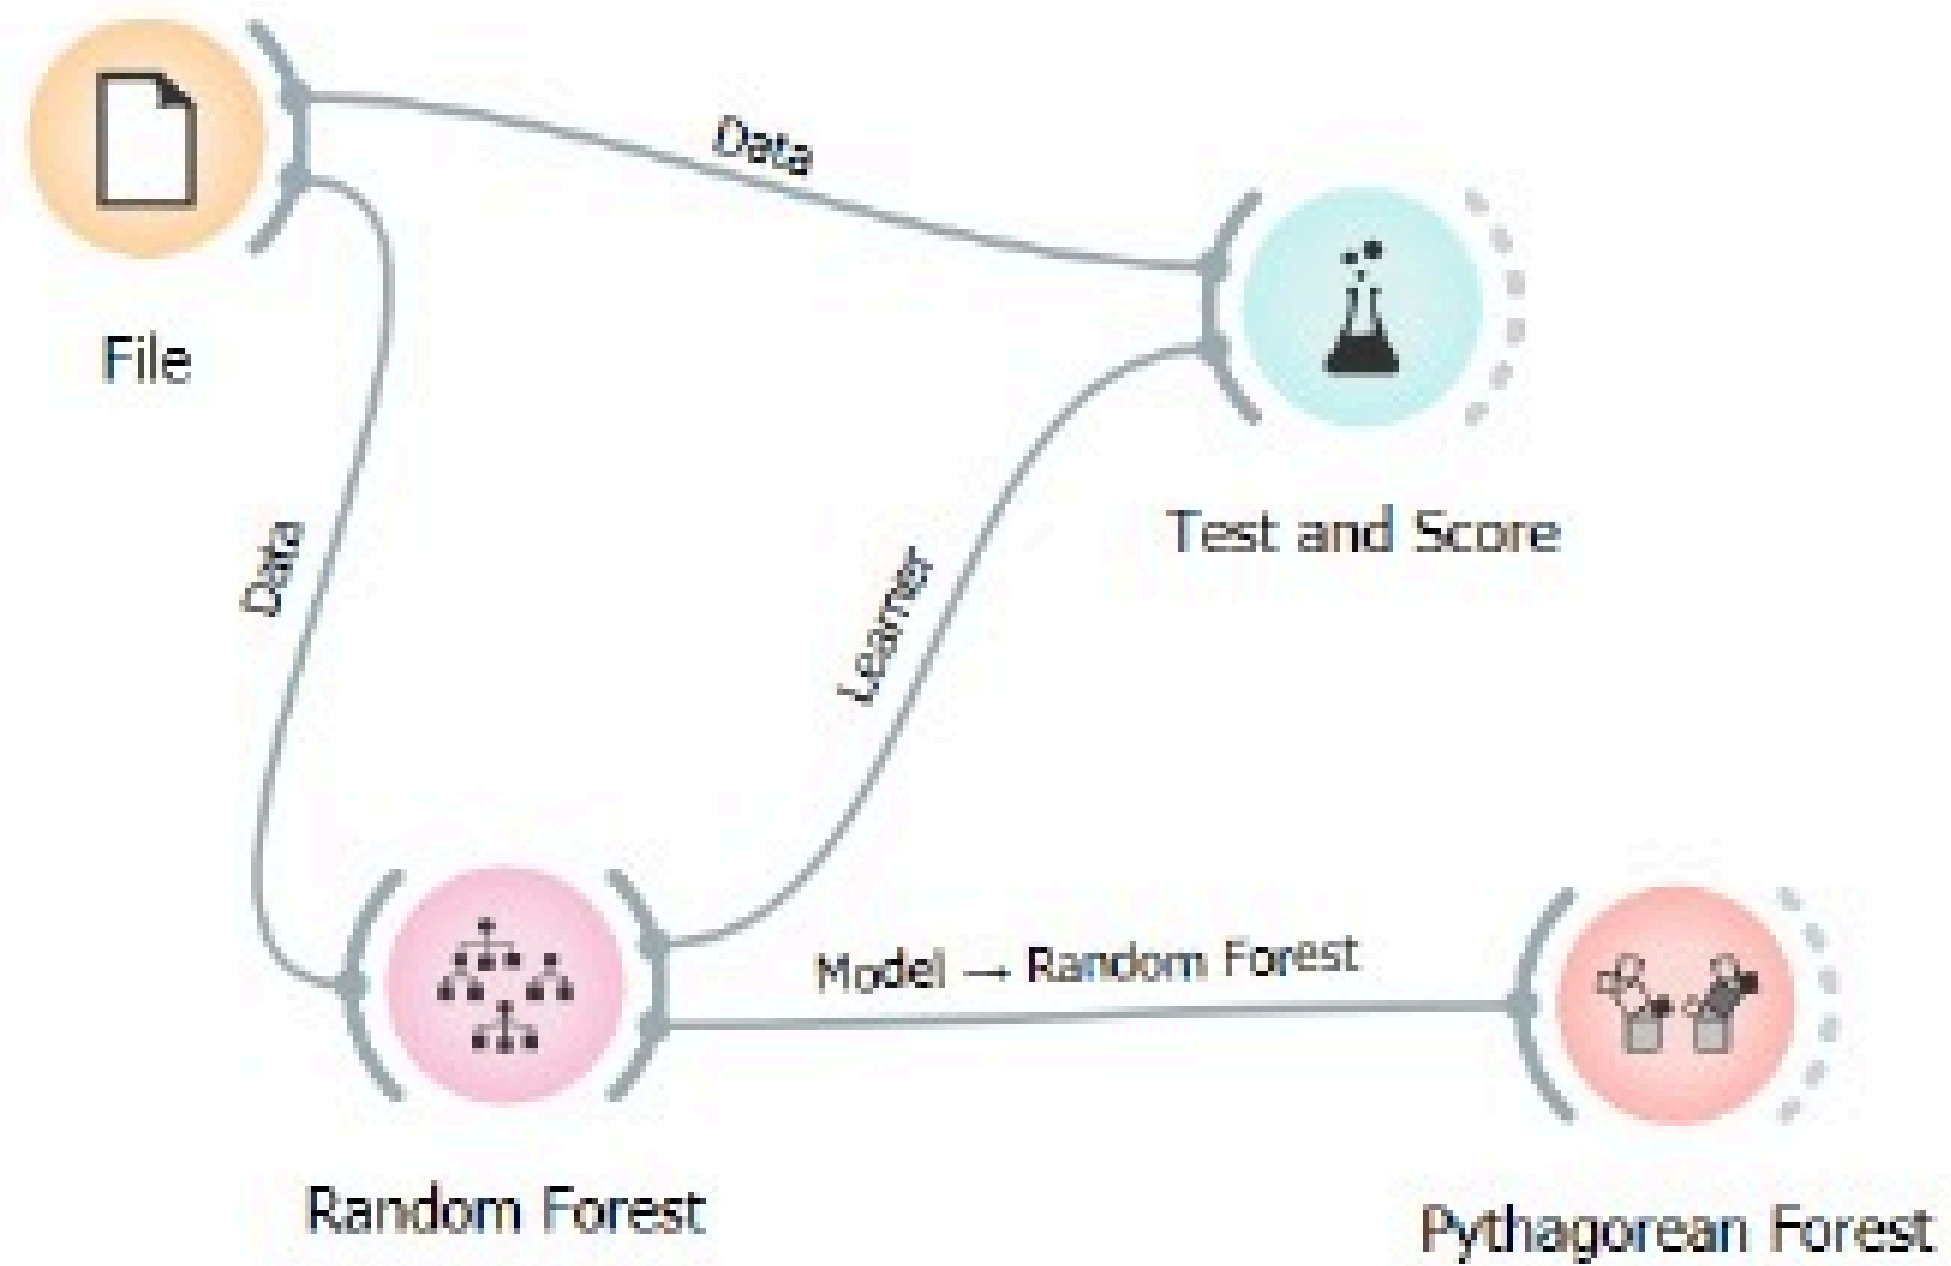 Data
File
Data
Test and Score
Learner
Model → Random Forest
Random Forest
Pythagorean Forest